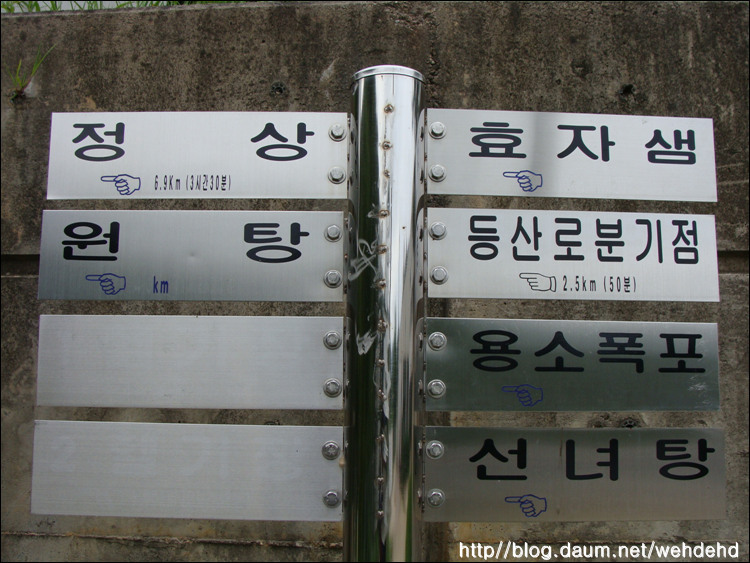 정상
6.9Km (3시간30분)
원탕
km
효자샘
등산로분기점
2.5km (50분)
용소폭포
선녀탕
http://blog.daum.net/wehdehd